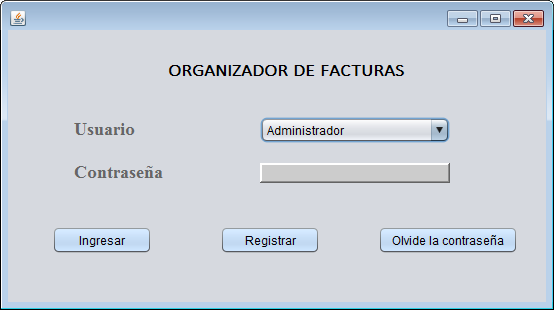 ORGANIZADOR DE FACTURAS
Usuario
Administrador
Contraseña
Ingresar
Registrar
Olvide la contraseña